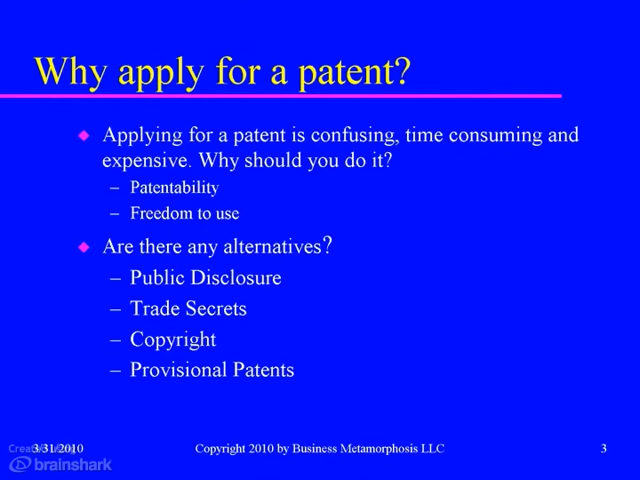 Why apply for a patent?
Applying for a patent is confusing, time consuming and
expensive. Why should you do it?
– Patentability
– Freedom to use
Are there any alternatives?
– Public Disclosure
– Trade Secrets
– Copyright
– Provisional Patents
3/31/2010
Copyright 2010 by Business Metamorphosis LLC
3
brainshark